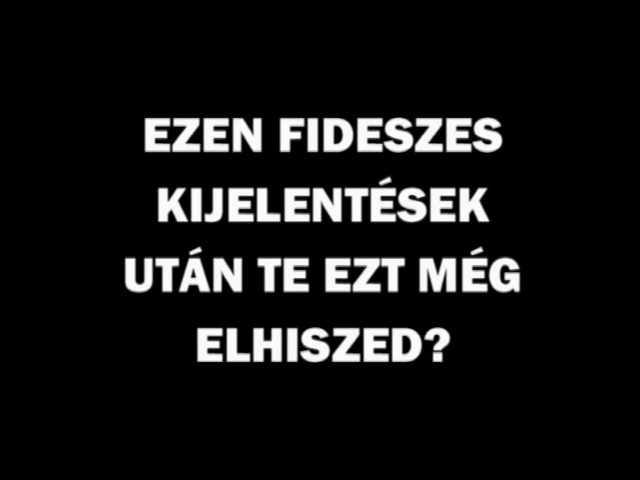 EZEN FIDESZES
KIJELENTÉSEK
UTÁN TE EZT MÉG
ELHISZED?